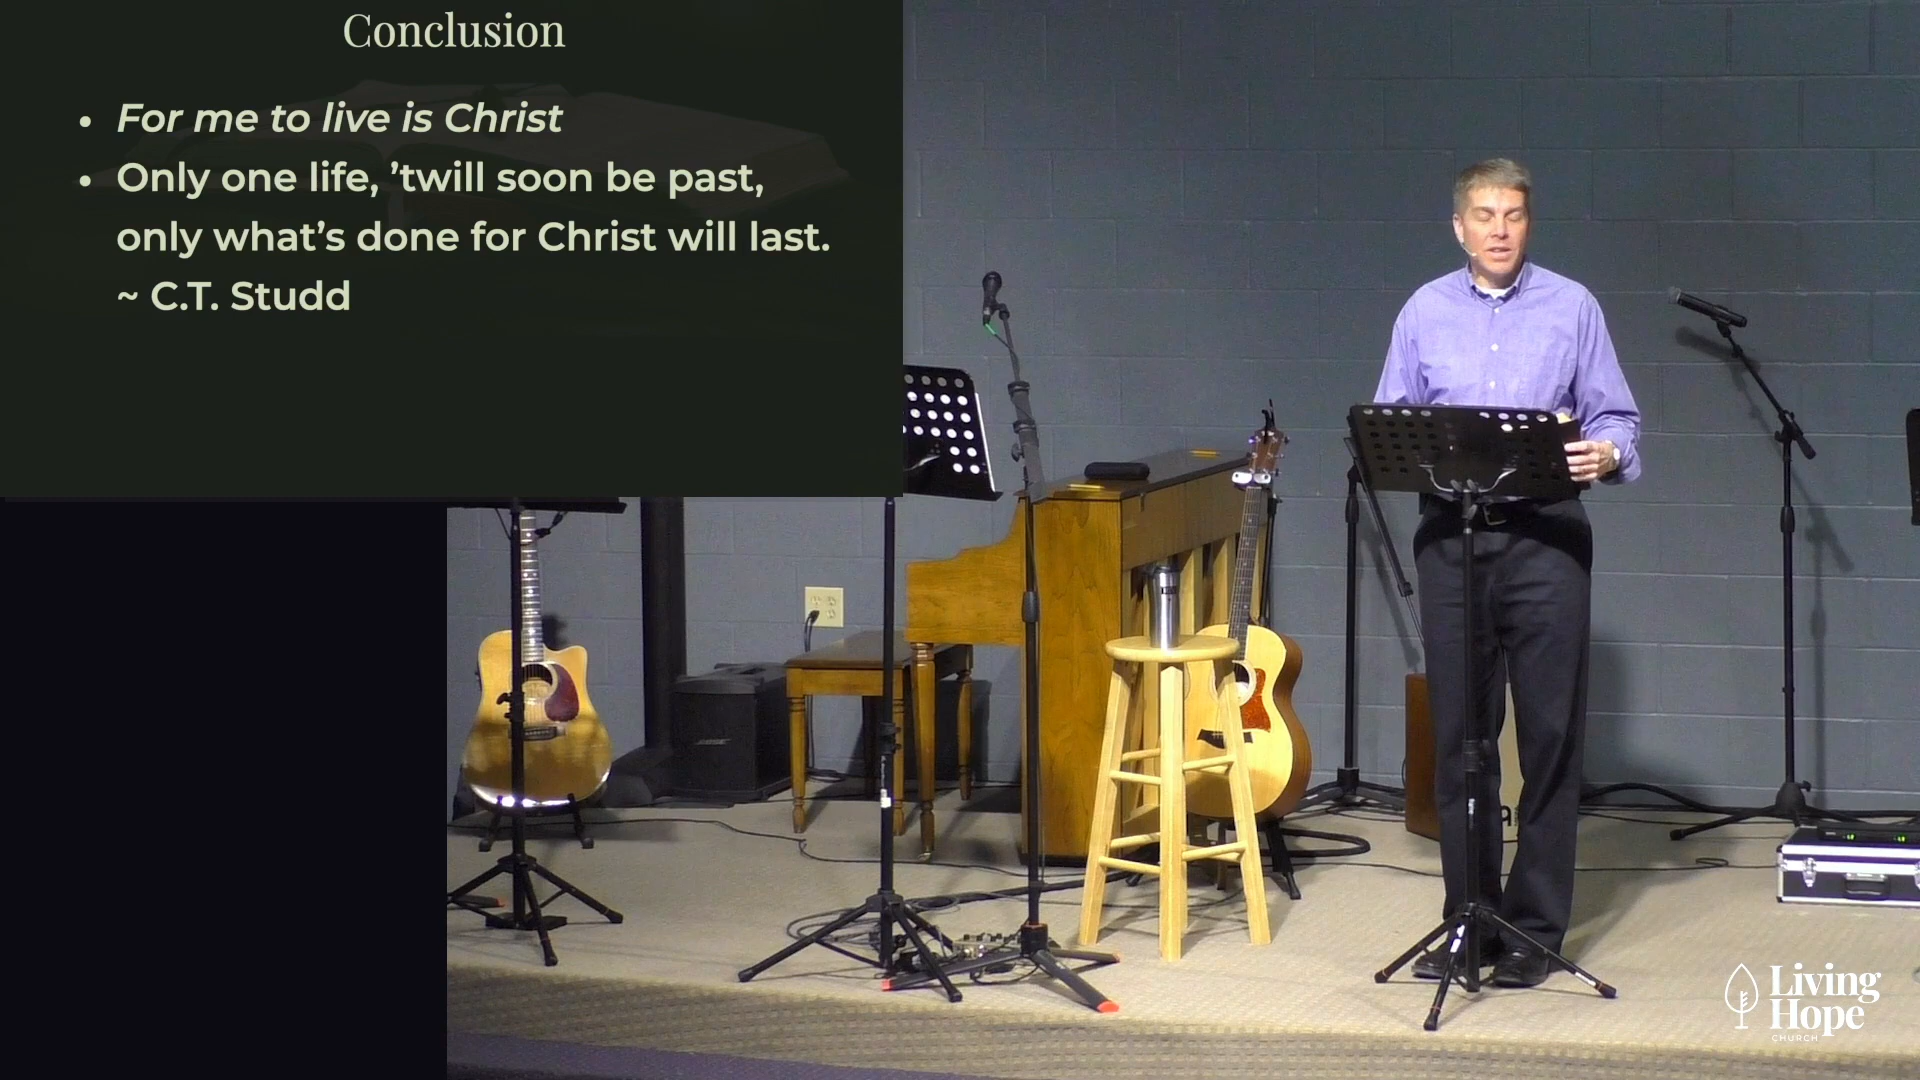 Conclusion
• For me to live is Christ
• Only one life, ’twill soon be past,
only what’s done for Christ will last.
~ C.T. Studd
BOSE
Living
Hope
CHURCH